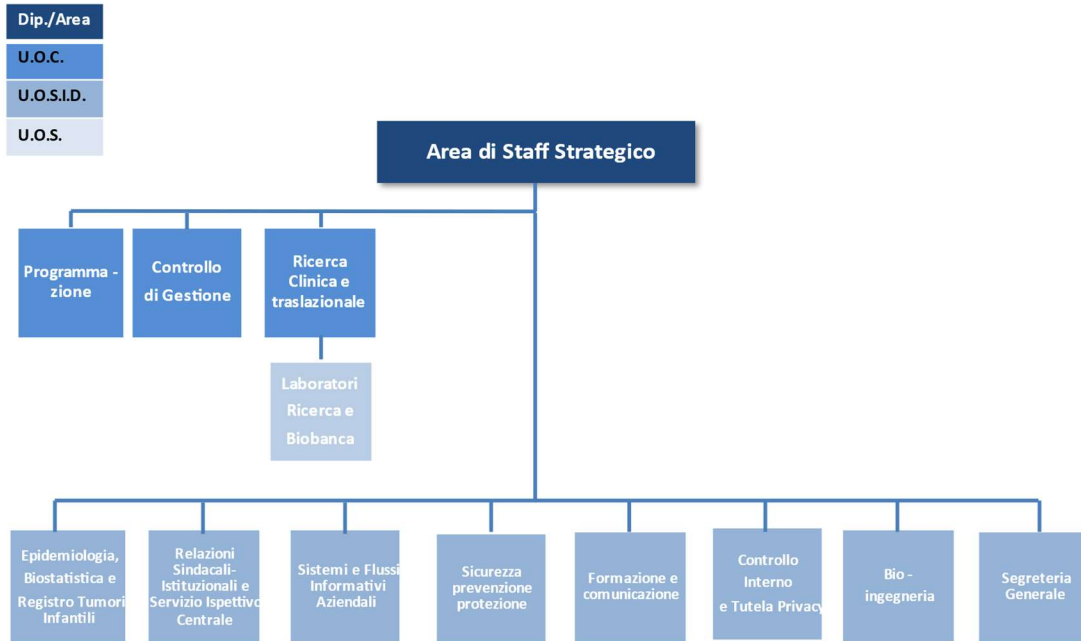 Dip./Area
U.O.C.
U.O.S.I.D.
U.O.S.
Area di Staff Strategico
Programma -
zione
Controllo
di Gestione
Ricerca
Clinica e
traslazionale
Laboratori
Ricerca e
Biobanca
Epidemiologia,
Biostatistica e
Registro Tumori
Infantili
Relazioni
Sindacali-
Istituzionali e
Servizio Ispettivo
Centrale
Sistemi e Flussi
Informativi
Aziendali
Sicurezza
prevenzione
protezione
Formazione e
comunicazione
Controllo
Interno
e Tutela Privacy
Bio -
ingegneria
Segreteria
Generale